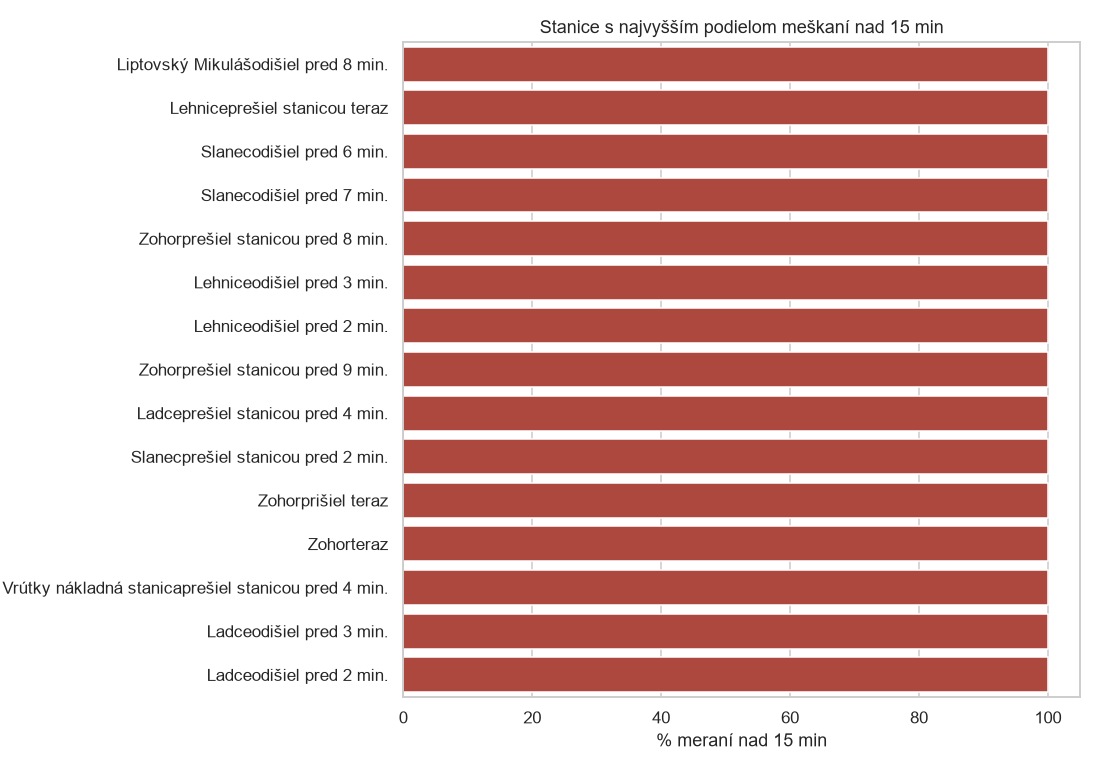 Stanice s najvyšším podielom meškaní nad 15 min
Liptovský Mikulášodišiel pred 8 min.
Lehniceprešiel stanicou teraz
Slanecodišiel pred 6 min.
Slanecodišiel pred 7 min.
Zohorprešiel stanicou pred 8 min.
Lehniceodišiel pred 3 min.
Lehniceodišiel pred 2 min.
Zohorprešiel stanicou pred 9 min.
Ladceprešiel stanicou pred 4 min.
Slanecprešiel stanicou pred 2 min.
Zohorprišiel teraz
Zohorteraz
Vrútky nákladná stanicaprešiel stanicou pred 4 min.
Ladceodišiel pred 3 min.
Ladceodišiel pred 2 min.
0 20 40 60 80 100
% meraní nad 15 min